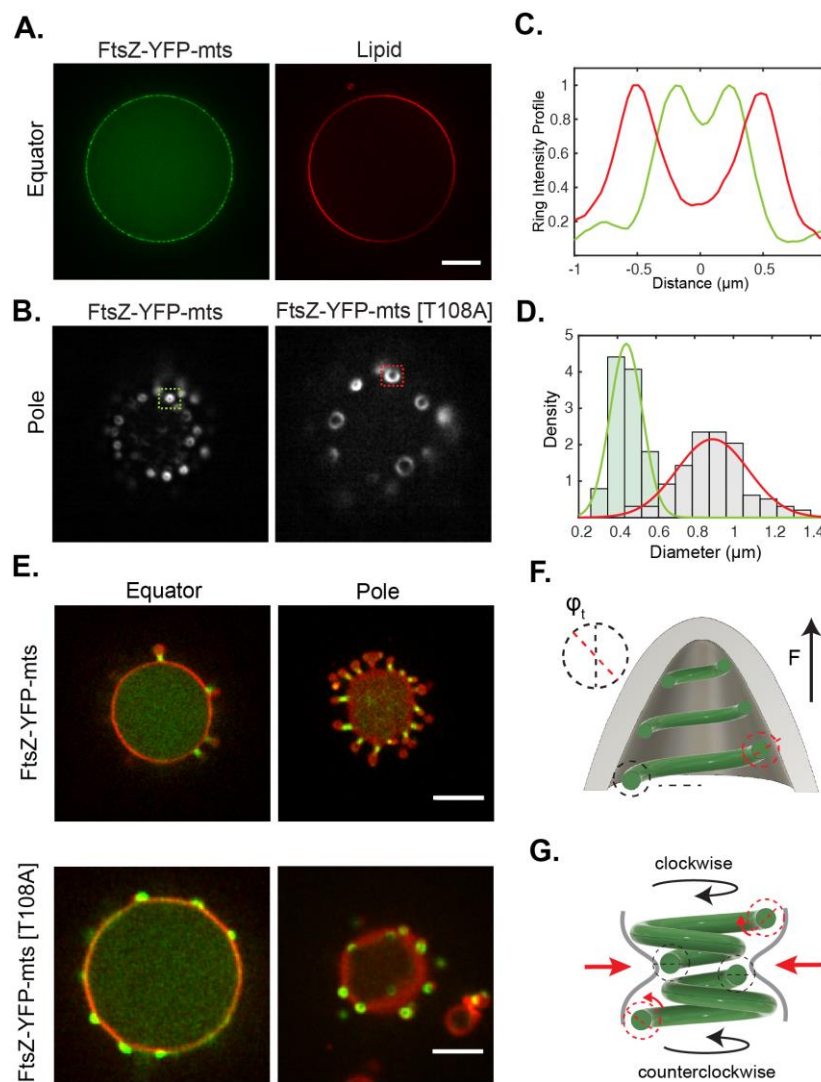 A.
FtsZ-YFP-mts
Lipid
Equator
B.
FtsZ-YFP-mts
FtsZ-YFP-mts [T108A]
Pole
C.
Ring Intensity Profile
1
0.8
0.6
0.4
0.2
-1
-0.5
0
0.5
Distance (µm)
D.
Density
5
4
3
2
1
0.2
0.4
0.6
0.8
1
1.2
1.4
Diameter (µm)
E.
Equator
Pole
FtsZ-YFP-mts
FtsZ-YFP-mts [T108A]
F.
φt
F
G.
clockwise
counterclockwise